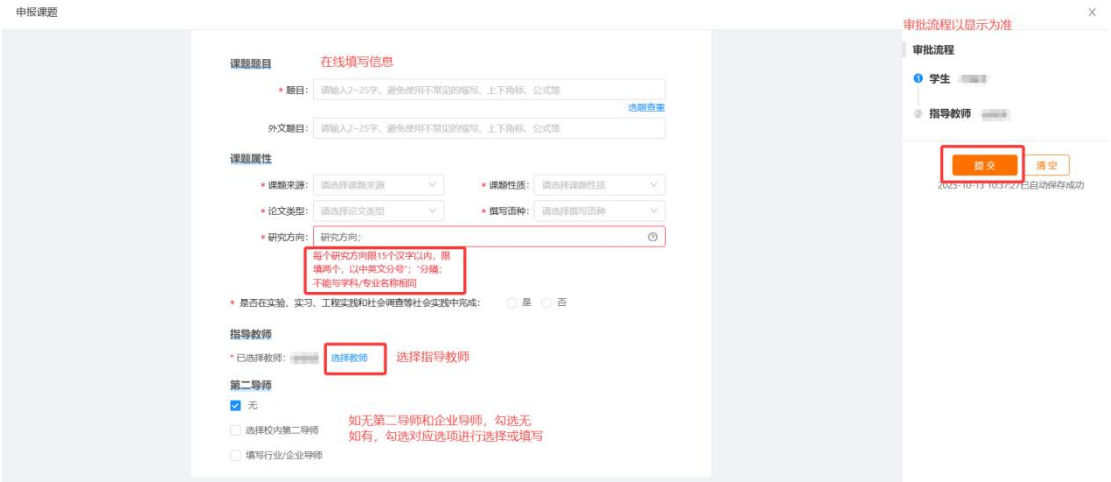 申报课题
X
审批流程以显示为准
课题题目
在线填写信息
* 题目: 请输入2~25字，避免使用不常见的缩写、上下角标、公式等
选题查重
外文题目: 请输入2~25字，避免使用不常见的缩写、上下角标、公式等
课题属性
* 课题来源: 请选择课题来源
* 课题性质: 请选择课题性质
* 论文类型: 请选择论文类型
* 撰写语种: 请选择撰写语种
* 研究方向: 研究方向;
每个研究方向限15个汉字以内，限
填两个，以中英文分号“；”分隔；
不能与学科/专业名称相同
* 是否在实验、实习、工程实践和社会调查等社会实践中完成: 是 否
指导教师
* 已选择教师:
选择教师
选择指导教师
第二导师
无
选择校内第二导师
填写行业/企业导师
如无第二导师和企业导师，勾选无
如有，勾选对应选项进行选择或填写
审批流程
1 学生
2 指导教师
提交
清空
2025-10-13 10:37:27已自动保存成功